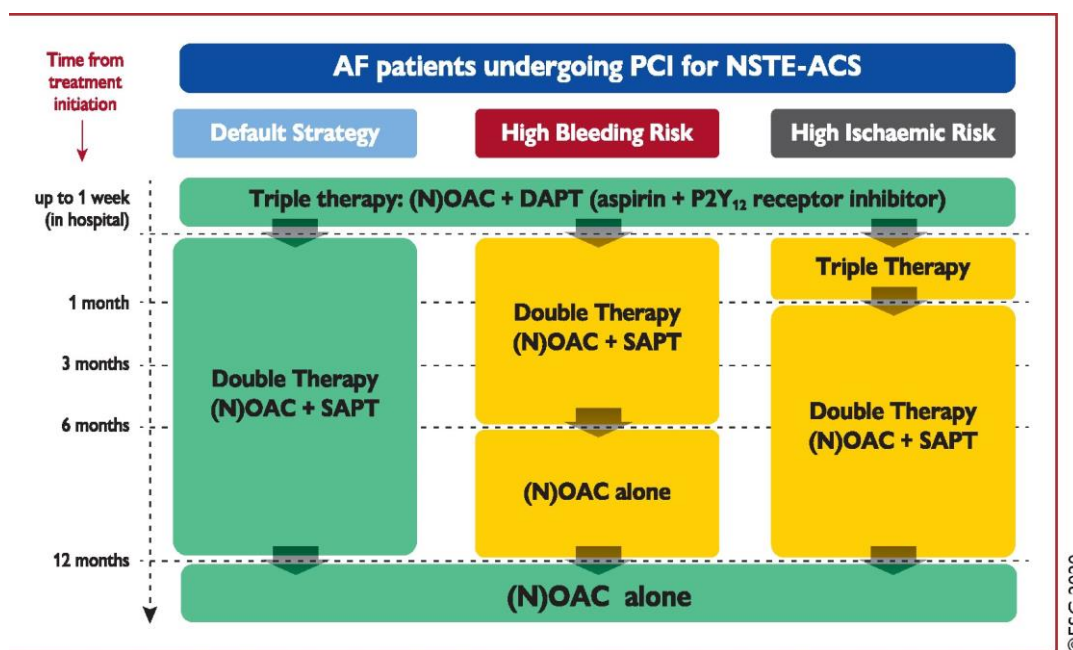 Time from
treatment
initiation
AF patients undergoing PCI for NSTE-ACS
Default Strategy
High Bleeding Risk
High Ischaemic Risk
up to 1 week
(in hospital)
Triple therapy: (N)OAC + DAPT (aspirin + P2Y₁₂ receptor inhibitor)
Triple Therapy
1 month
Double Therapy
(N)OAC + SAPT
3 months
Double Therapy
(N)OAC + SAPT
Double Therapy
(N)OAC + SAPT
6 months
(N)OAC alone
12 months
(N)OAC alone
©ESC 2020